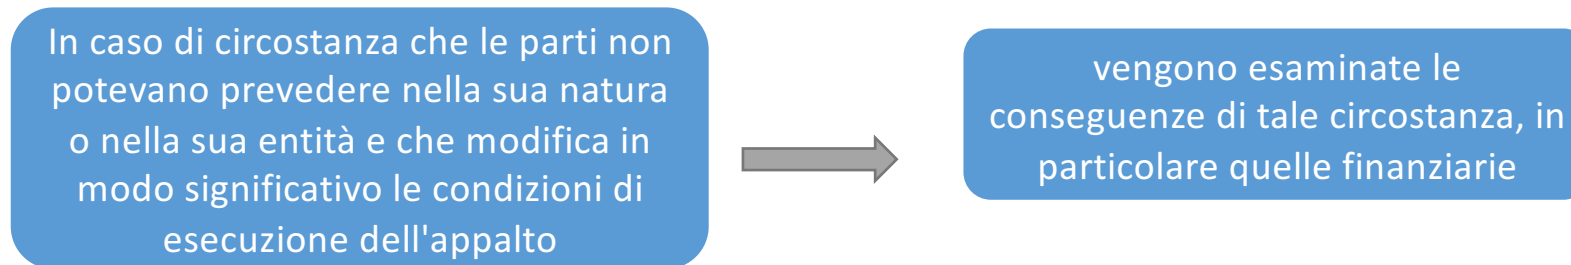 In caso di circostanza che le parti non
potevano prevedere nella sua natura
o nella sua entità e che modifica in
modo significativo le condizioni di
esecuzione dell'appalto
vengono esaminate le
conseguenze di tale circostanza, in
particolare quelle finanziarie